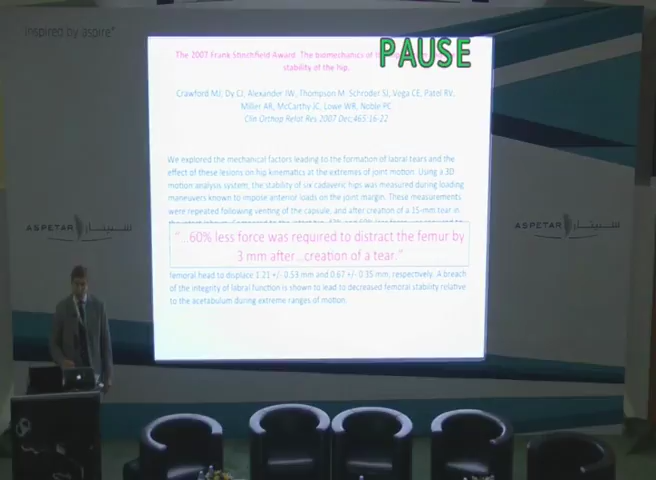 inspired by aspire
PAUSE
The 2007 Frank Stinchfield Award. The biomechanics of the
stability of the hip.
Crawford MJ, Dy CJ, Alexander JW, Thompson M, Schroder SJ, Vega CE, Patel RV,
Miller AR, McCarthy JC, Lowe WR, Noble PC
Clin Orthop Relat Res 2007 Dec;465:16-22
We explored the mechanical factors leading to the formation of labral tears and the
effect of these lesions on hip kinematics at the extremes of joint motion. Using a 3D
motion analysis system, the stability of six cadaveric hips was measured during loading
maneuvers known to impose anterior loads on the joint margin. These measurements
were repeated following venting of the capsule, and after creation of a 15-mm tear in
"...60% less force was required to distract the femur by
3 mm after...creation of a tear."
femoral head to displace 1.21 +/- 0.53 mm and 0.67 +/- 0.35 mm, respectively. A breach
of the integrity of labral function is shown to lead to decreased femoral stability relative
to the acetabulum during extreme ranges of motion.
ASPETAR سبيتار
ASPETAR سبيتار